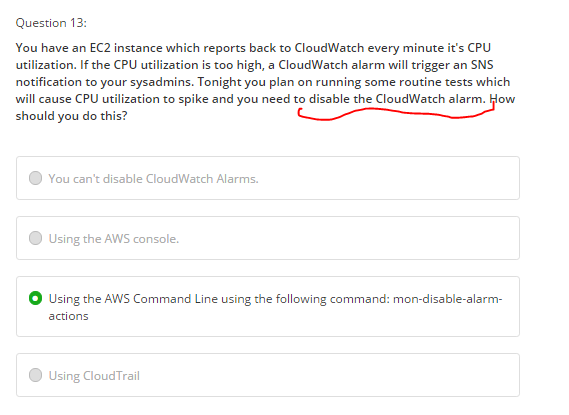 Question 13:
You have an EC2 instance which reports back to CloudWatch every minute it's CPU
utilization. If the CPU utilization is too high, a CloudWatch alarm will trigger an SNS
notification to your sysadmins. Tonight you plan on running some routine tests which
will cause CPU utilization to spike and you need to disable the CloudWatch alarm. How
should you do this?
You can't disable CloudWatch Alarms.
Using the AWS console.
Using the AWS Command Line using the following command: mon-disable-alarm-
actions
Using CloudTrail